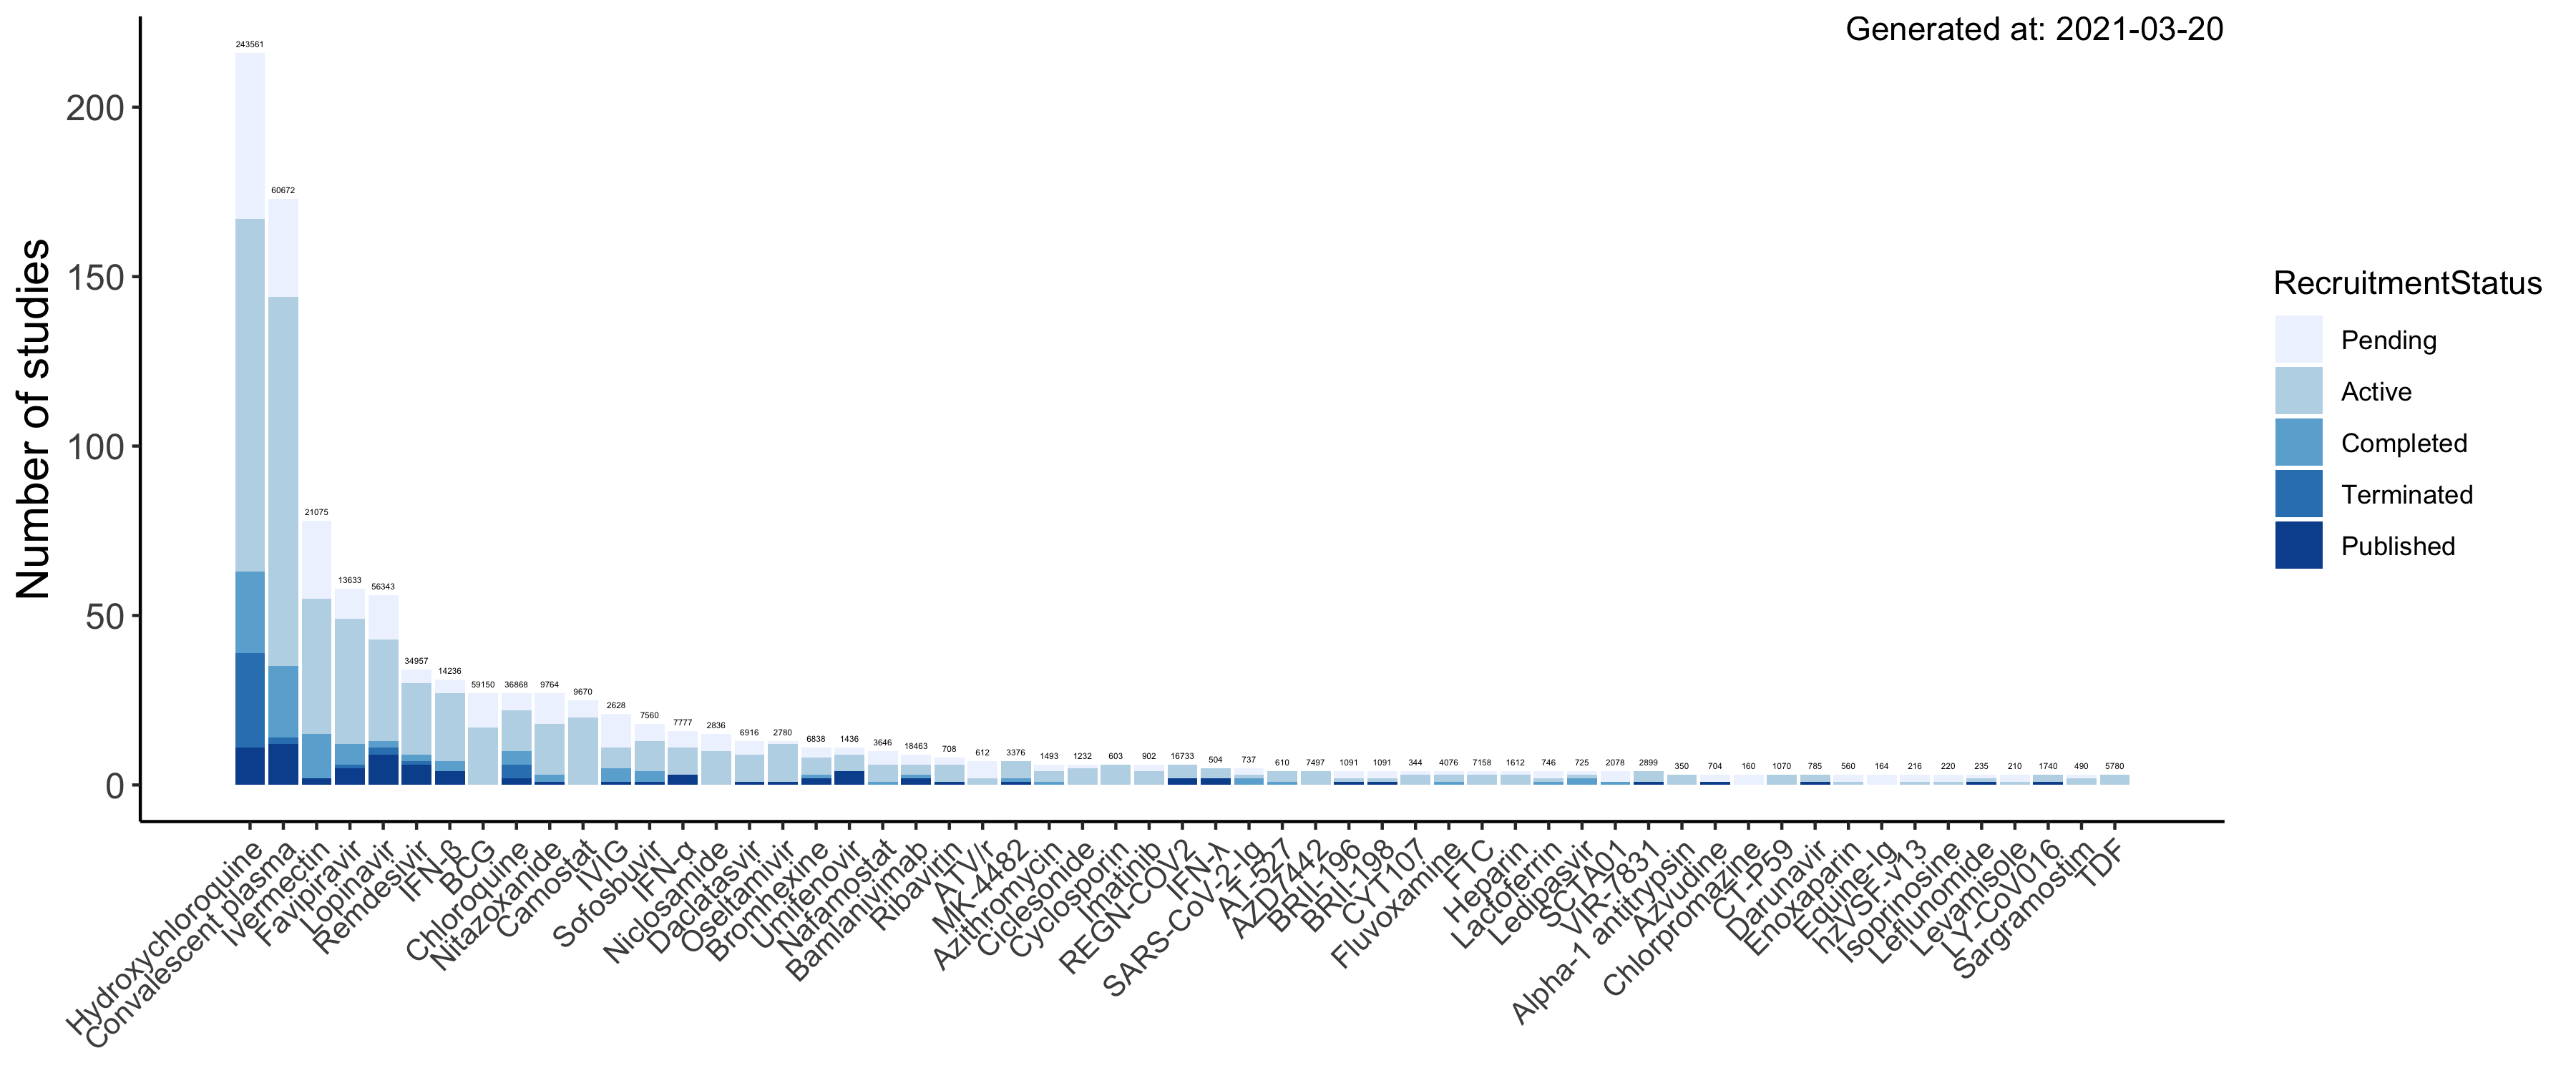 Generated at: 2021-03-20
Number of studies
200
150
100
50
0
243561
60672
21075
13633
56343
34957
14236
59150
36868
9764
9670
2628
7560
7777
2836
6916
2780
6838
1436
3646
18463
708
612
3376
1493
1232
603
902
16733
504
737
610
7497
1091
1091
344
4076
7158
1612
746
725
2078
2899
350
704
160
1070
785
560
164
216
220
235
210
1740
490
5780
Hydroxychloroquine
Convalescent plasma
Ivermectin
Favipiravir
Lopinavir
Remdesivir
IFN-β
BCG
Chloroquine
Nitazoxanide
Camostat
IVIG
Sofosbuvir
IFN-α
Niclosamide
Daclatasvir
Oseltamivir
Bromhexine
Umifenovir
Nafamostat
Bamlanivimab
Ribavirin
ATV/r
MK-4482
Azithromycin
Ciclesonide
Cyclosporin
Imatinib
REGN-COV2
IFN-λ
SARS-CoV-2-Ig
AT-527
AZD7442
BRII-196
BRII-198
CYT107
Fluvoxamine
FTC
Heparin
Lactoferrin
Ledipasvir
SCTA01
VIR-7831
Alpha-1 antitrypsin
Azvudine
Chlorpromazine
CT-P59
Darunavir
Enoxaparin
Equine-Ig
hzVSF-v13
Isoprinosine
Leflunomide
Levamisole
LY-CoV016
Sargramostim
TDF
RecruitmentStatus
Pending
Active
Completed
Terminated
Published